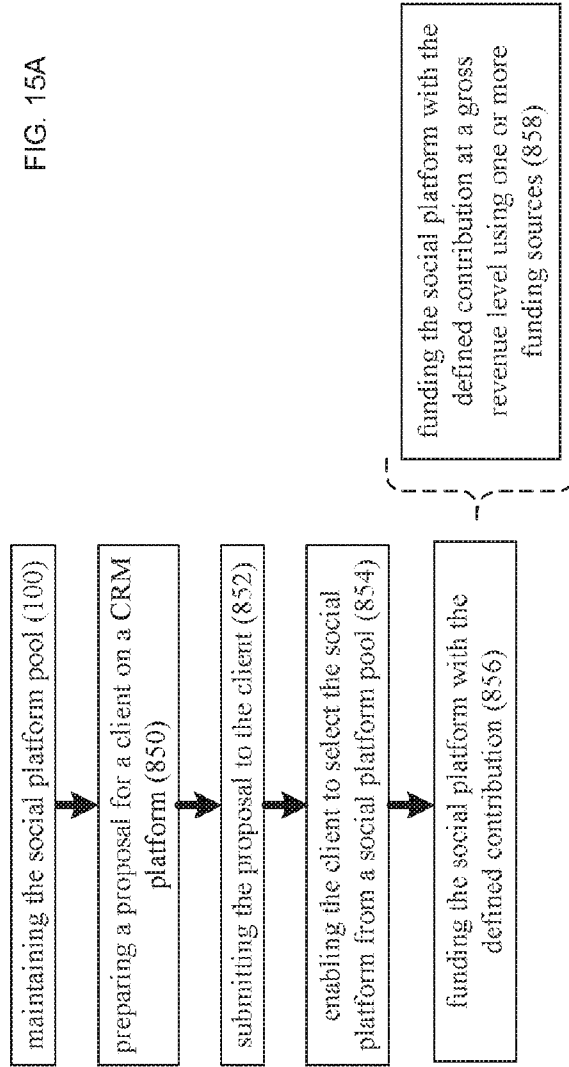 FIG. 15A
maintaining the social platform pool (100)
preparing a proposal for a client on a CRM
platform (850)
submitting the proposal to the client (852)
enabling the client to select the social
platform from a social platform pool (854)
funding the social platform with the
defined contribution (856)
funding the social platform with the
defined contribution at a gross
revenue level using one or more
funding sources (858)